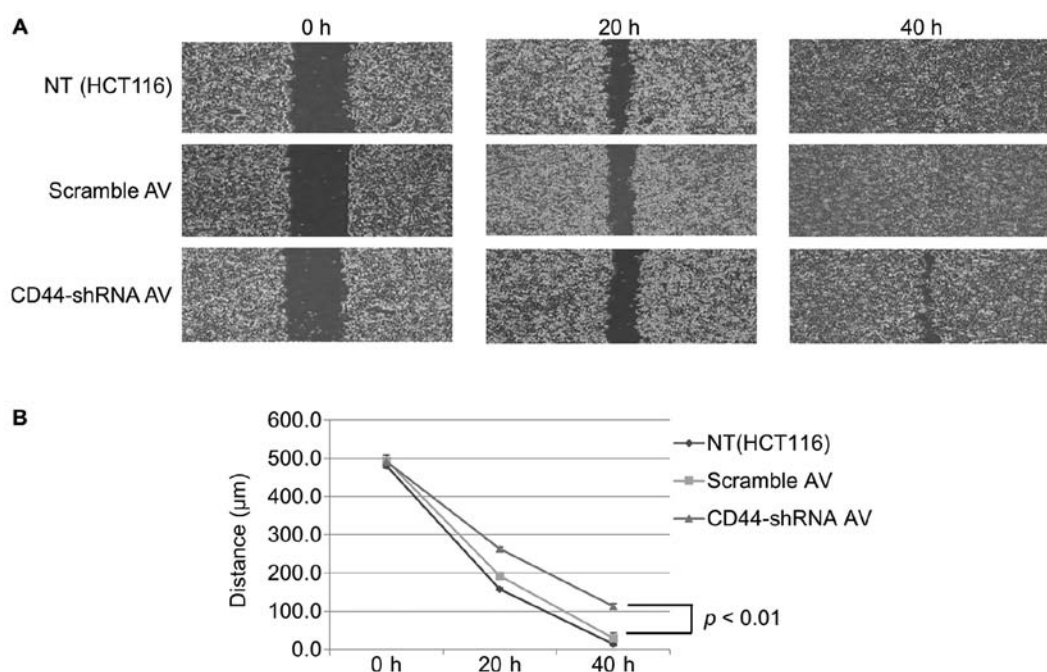 A
0 h
20 h
40 h
NT (HCT116)
Scramble AV
CD44-shRNA AV
B
600.0
500.0
400.0
300.0
200.0
100.0
0.0
Distance (µm)
0 h
20 h
40 h
NT(HCT116)
Scramble AV
CD44-shRNA AV
p < 0.01